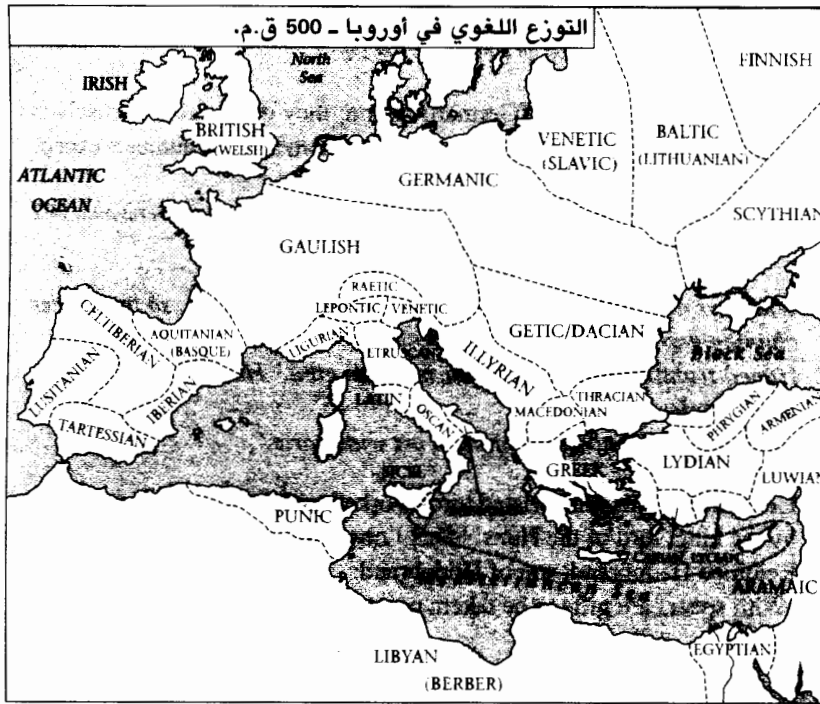 التوزع اللغوي في أوروبا ـ 500 ق.م.
North
Sea
FINNISH
IRISH
BRITISH
(WELSH)
VENETIC
(SLAVIC)
BALTIC
(LITHUANIAN)
ATLANTIC
OCEAN
GERMANIC
SCYTHIAN
GAULISH
RAETIC
LEPONTIC
VENETIC
CELTIBERIAN
AQUITANIAN
(BASQUE)
LIGURIAN
ETRUSCAN
ILLYRIAN
GETIC/DACIAN
Black Sea
LUSITANIAN
IBERIAN
TARTESSIAN
LATIN
OSCAN
MACEDONIAN
THRACIAN
PHRYGIAN
ARMENIAN
GREEK
LYDIAN
LUWIAN
PUNIC
Mediterranean Sea
ARAMAIC
LIBYAN
(BERBER)
EGYPTIAN